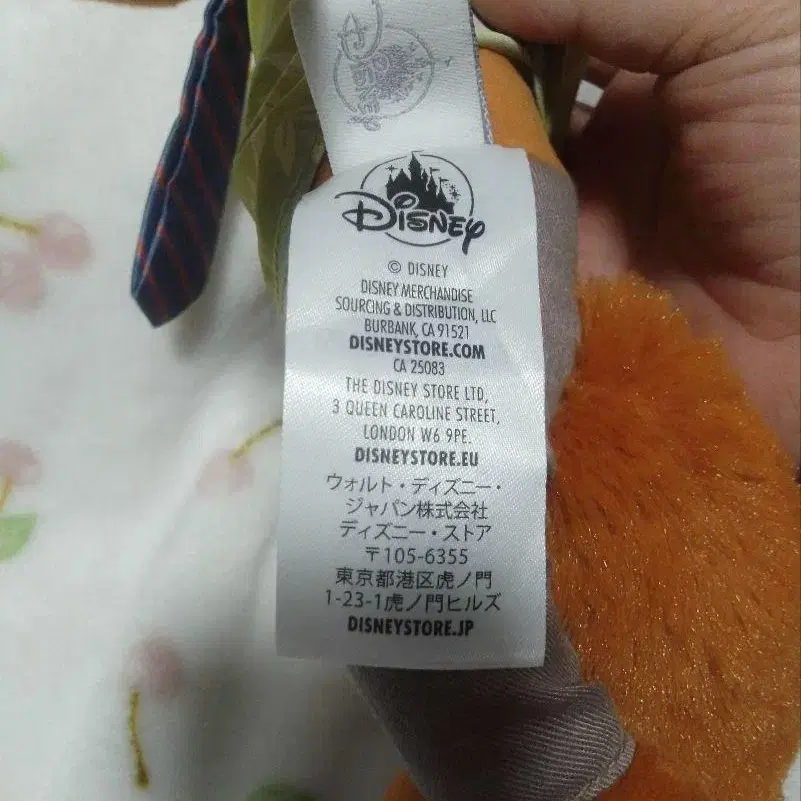 DISNEY
© DISNEY
DISNEY MERCHANDISE
SOURCING & DISTRIBUTION, LLC
BURBANK, CA 91521
DISNEYSTORE.COM
CA 25083
THE DISNEY STORE LTD,
3 QUEEN CAROLINE STREET,
LONDON W6 9PE.
DISNEYSTORE.EU
ウォルト・ディズニー・
ジャパン株式会社
ディズニー・ストア
〒105-6355
東京都港区虎ノ門
1-23-1虎ノ門ヒルズ
DISNEYSTORE.JP